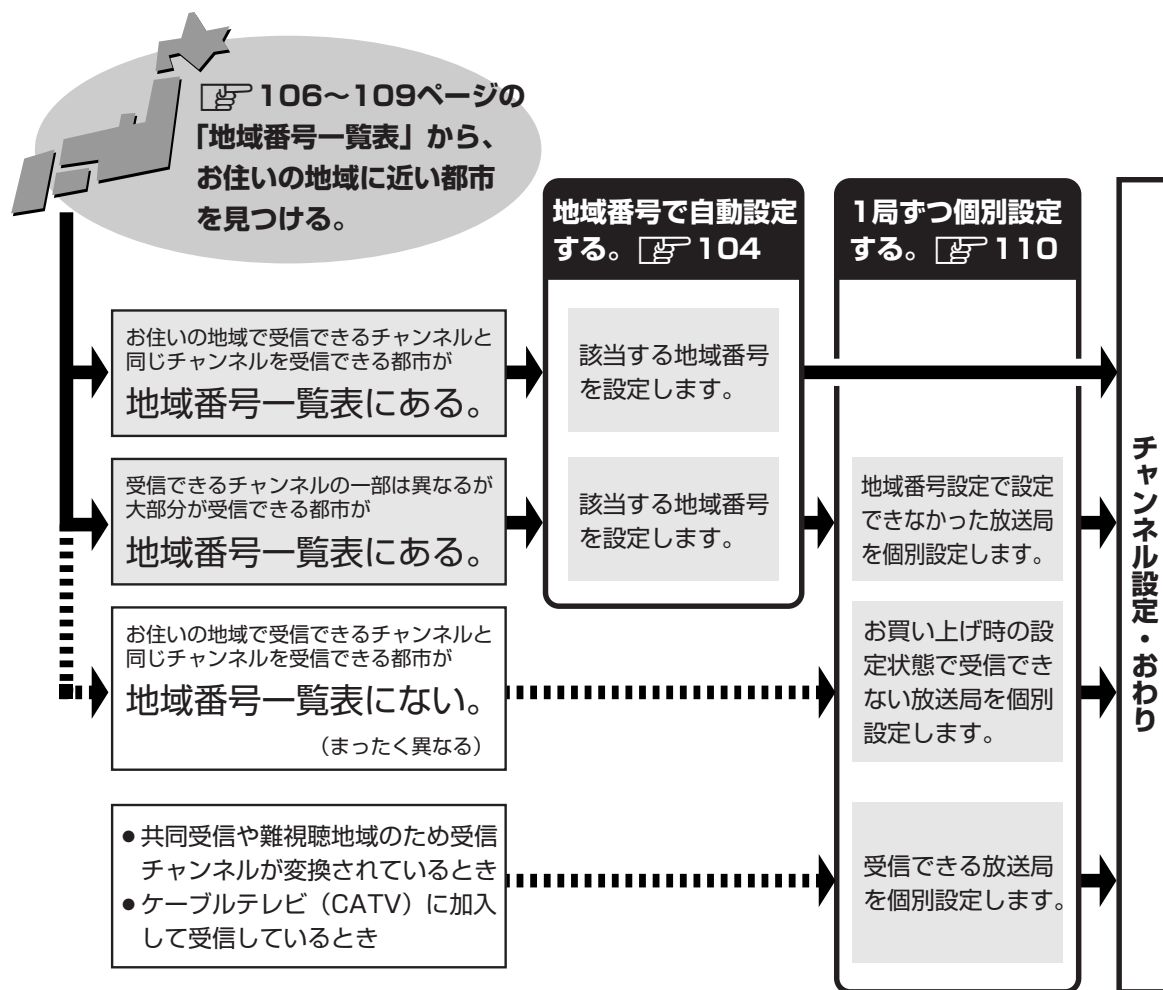 106～109ページの
「地域番号一覧表」から、
お住いの地域に近い都市
を見つける。
地域番号で自動設定
する。 104
1局ずつ個別設定
する。 110
お住いの地域で受信できるチャンネルと
同じチャンネルを受信できる都市が
地域番号一覧表にある。
該当する地域番号
を設定します。
受信できるチャンネルの一部は異なるが
大部分が受信できる都市が
地域番号一覧表にある。
該当する地域番号
を設定します。
地域番号設定で設定
できなかった放送局
を個別設定します。
お住いの地域で受信できるチャンネルと
同じチャンネルを受信できる都市が
地域番号一覧表にない。
（まったく異なる）
お買い上げ時の設
定状態で受信でき
ない放送局を個別
設定します。
●共同受信や難視聴地域のため受信
チャンネルが変換されているとき
●ケーブルテレビ（CATV）に加入
して受信しているとき
受信できる放送局
を個別設定します。
チャンネル設定・おわり